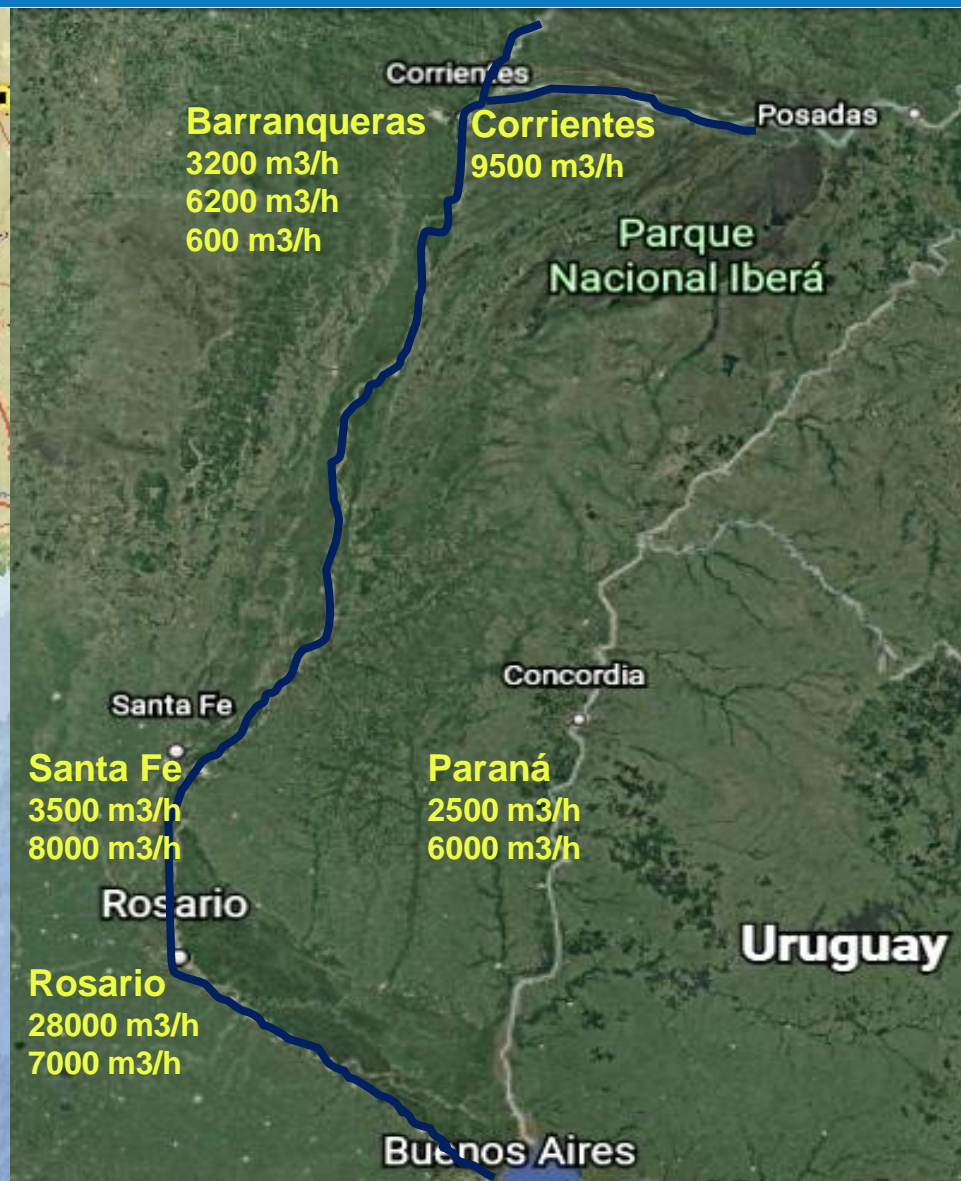 Corrientes
Barranqueras
3200 m3/h
6200 m3/h
600 m3/h
Corrientes
9500 m3/h
Posadas
Parque
Nacional Iberá
Concordia
Santa Fe
Santa Fe
3500 m3/h
8000 m3/h
Paraná
2500 m3/h
6000 m3/h
Rosario
Uruguay
Rosario
28000 m3/h
7000 m3/h
Buenos Aires